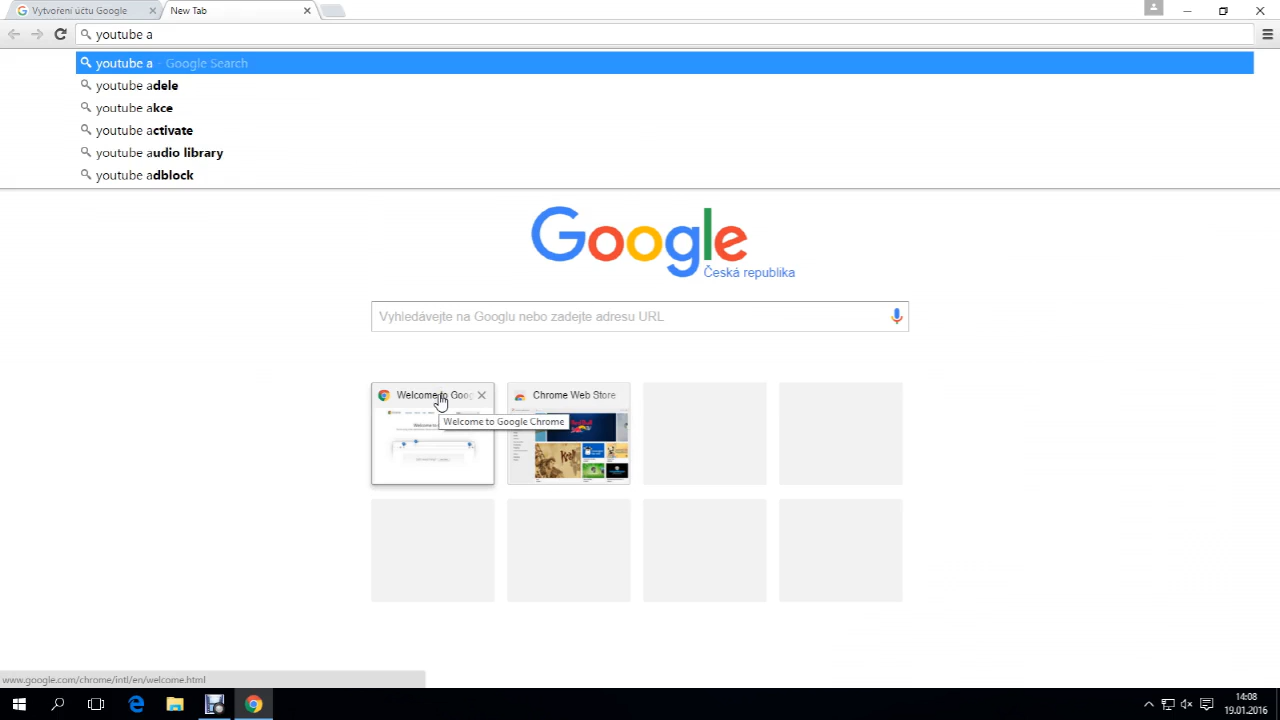 Vytvoření účtu Google
New Tab
youtube a
youtube a - Google Search
youtube adele
youtube akce
youtube activate
youtube audio library
youtube adblock
Google
Česká republika
Vyhledávejte na Googlu nebo zadejte adresu URL
Welcome to Goog
Chrome Web Store
Welcome to Google Chrome
www.google.com/chrome/intl/en/welcome.html
14:08
19.01.2016